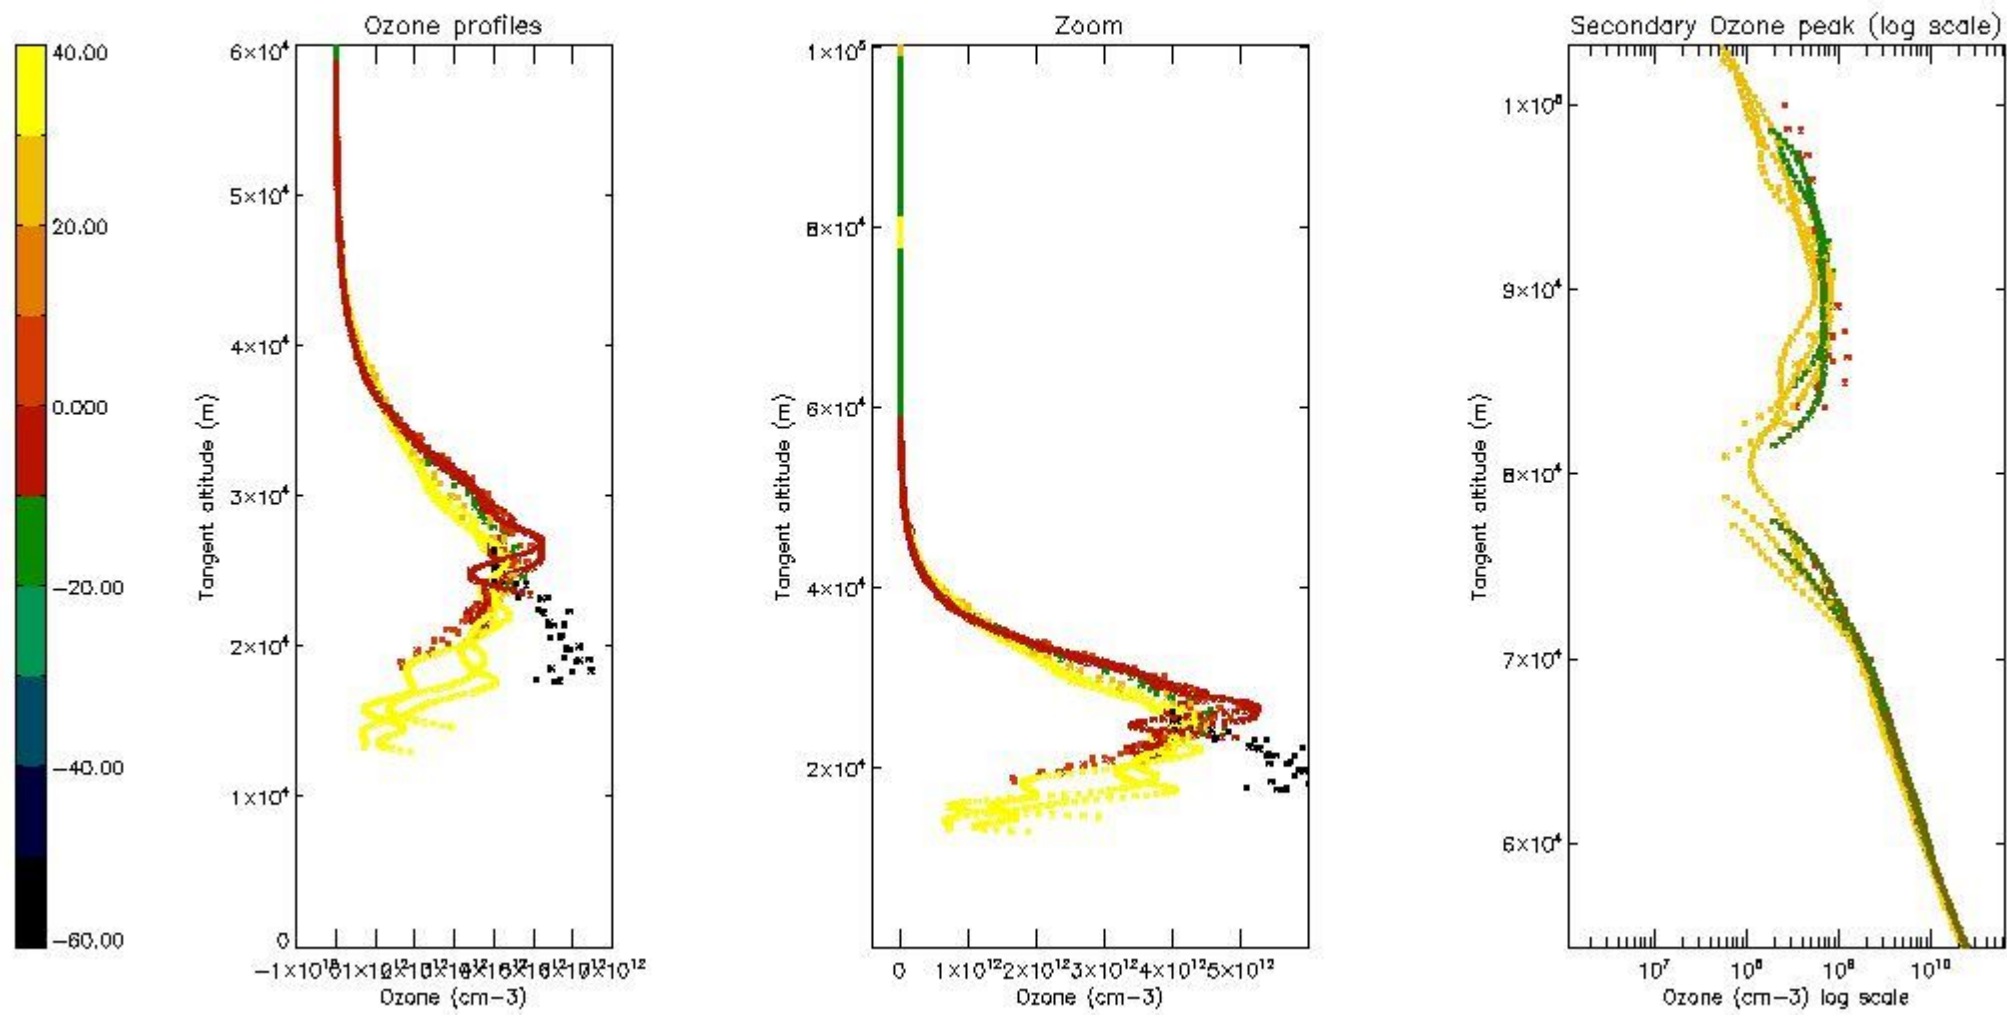 Ozone profiles
Zoom
Secondary Ozone peak (log scale)
40.00
20.00
0.000
−20.00
−40.00
−60.00
6×10⁴
5×10⁴
4×10⁴
3×10⁴
2×10⁴
1×10⁴
0
Tangent altitude (m)
Ozone (cm−3)
1×10⁵
8×10⁴
6×10⁴
4×10⁴
2×10⁴
Tangent altitude (m)
0 1×10¹² 2×10¹² 3×10¹² 4×10¹² 5×10¹²
Ozone (cm−3)
1×10⁵
9×10⁴
8×10⁴
7×10⁴
6×10⁴
Tangent altitude (m)
10⁷ 10⁸ 10⁹ 10¹⁰
Ozone (cm−3) log scale